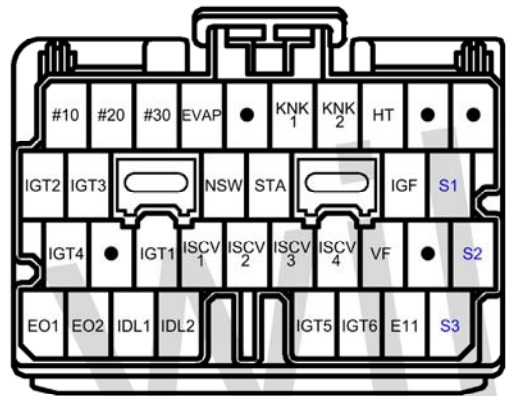 #10 #20 #30 EVAP KNK 1 KNK 2 HT
IGT2 IGT3 NSW STA IGF S1
IGT4 IGT1 ISCV 1 ISCV 2 ISCV 3 ISCV 4 VF S2
EO1 EO2 IDL1 IDL2 IGT5 IGT6 E11 S3